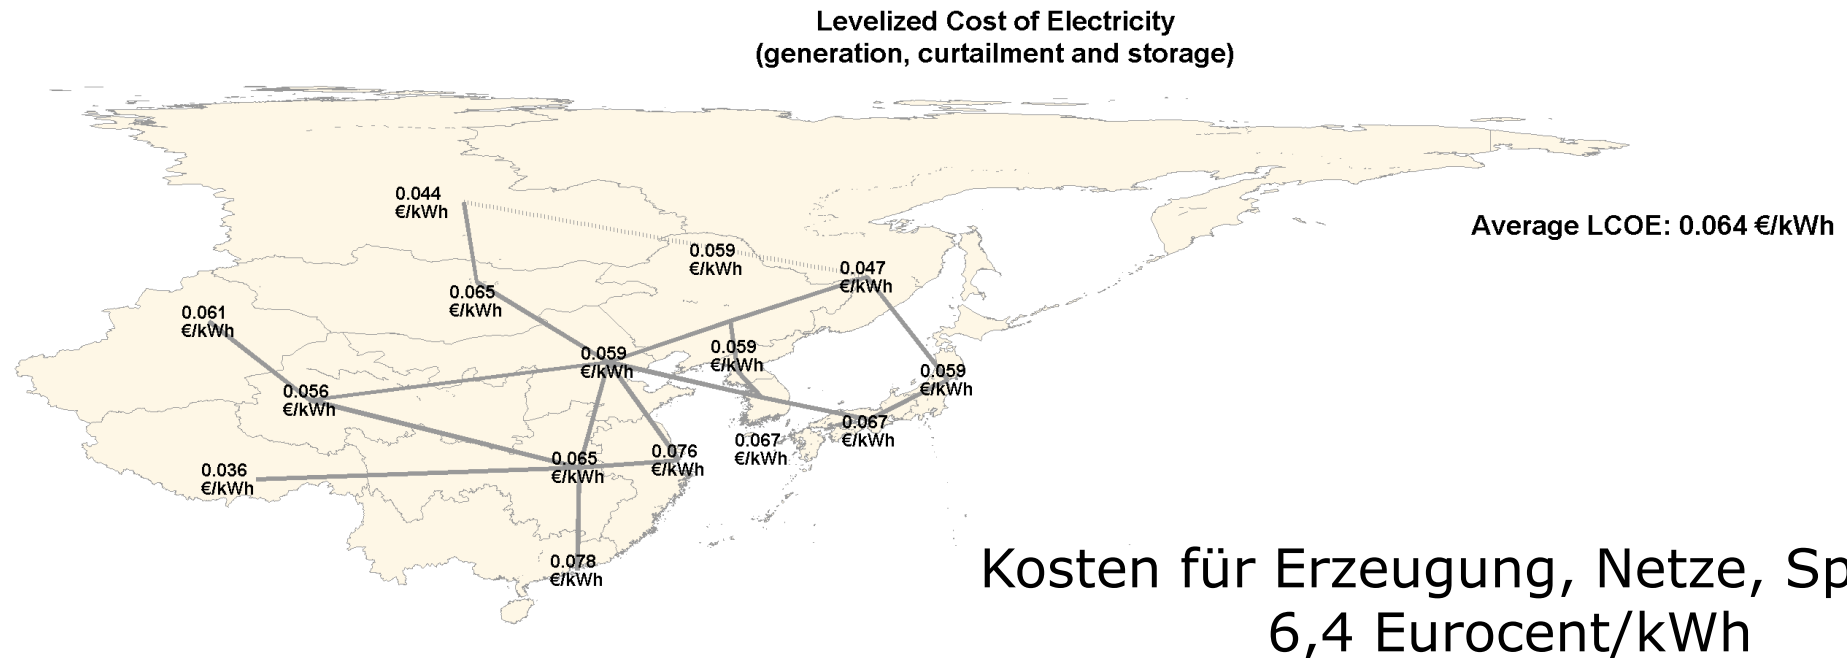 Levelized Cost of Electricity
(generation, curtailment and storage)
0.044
€/kWh
Average LCOE: 0.064 €/kWh
0.059
€/kWh
0.047
€/kWh
0.065
€/kWh
0.061
€/kWh
0.059
€/kWh
0.059
€/kWh
0.059
€/kWh
0.056
€/kWh
0.067
€/kWh
0.067
€/kWh
0.076
€/kWh
0.065
€/kWh
0.036
€/kWh
0.078
€/kWh
Kosten für Erzeugung, Netze, Sp
6,4 Eurocent/kWh